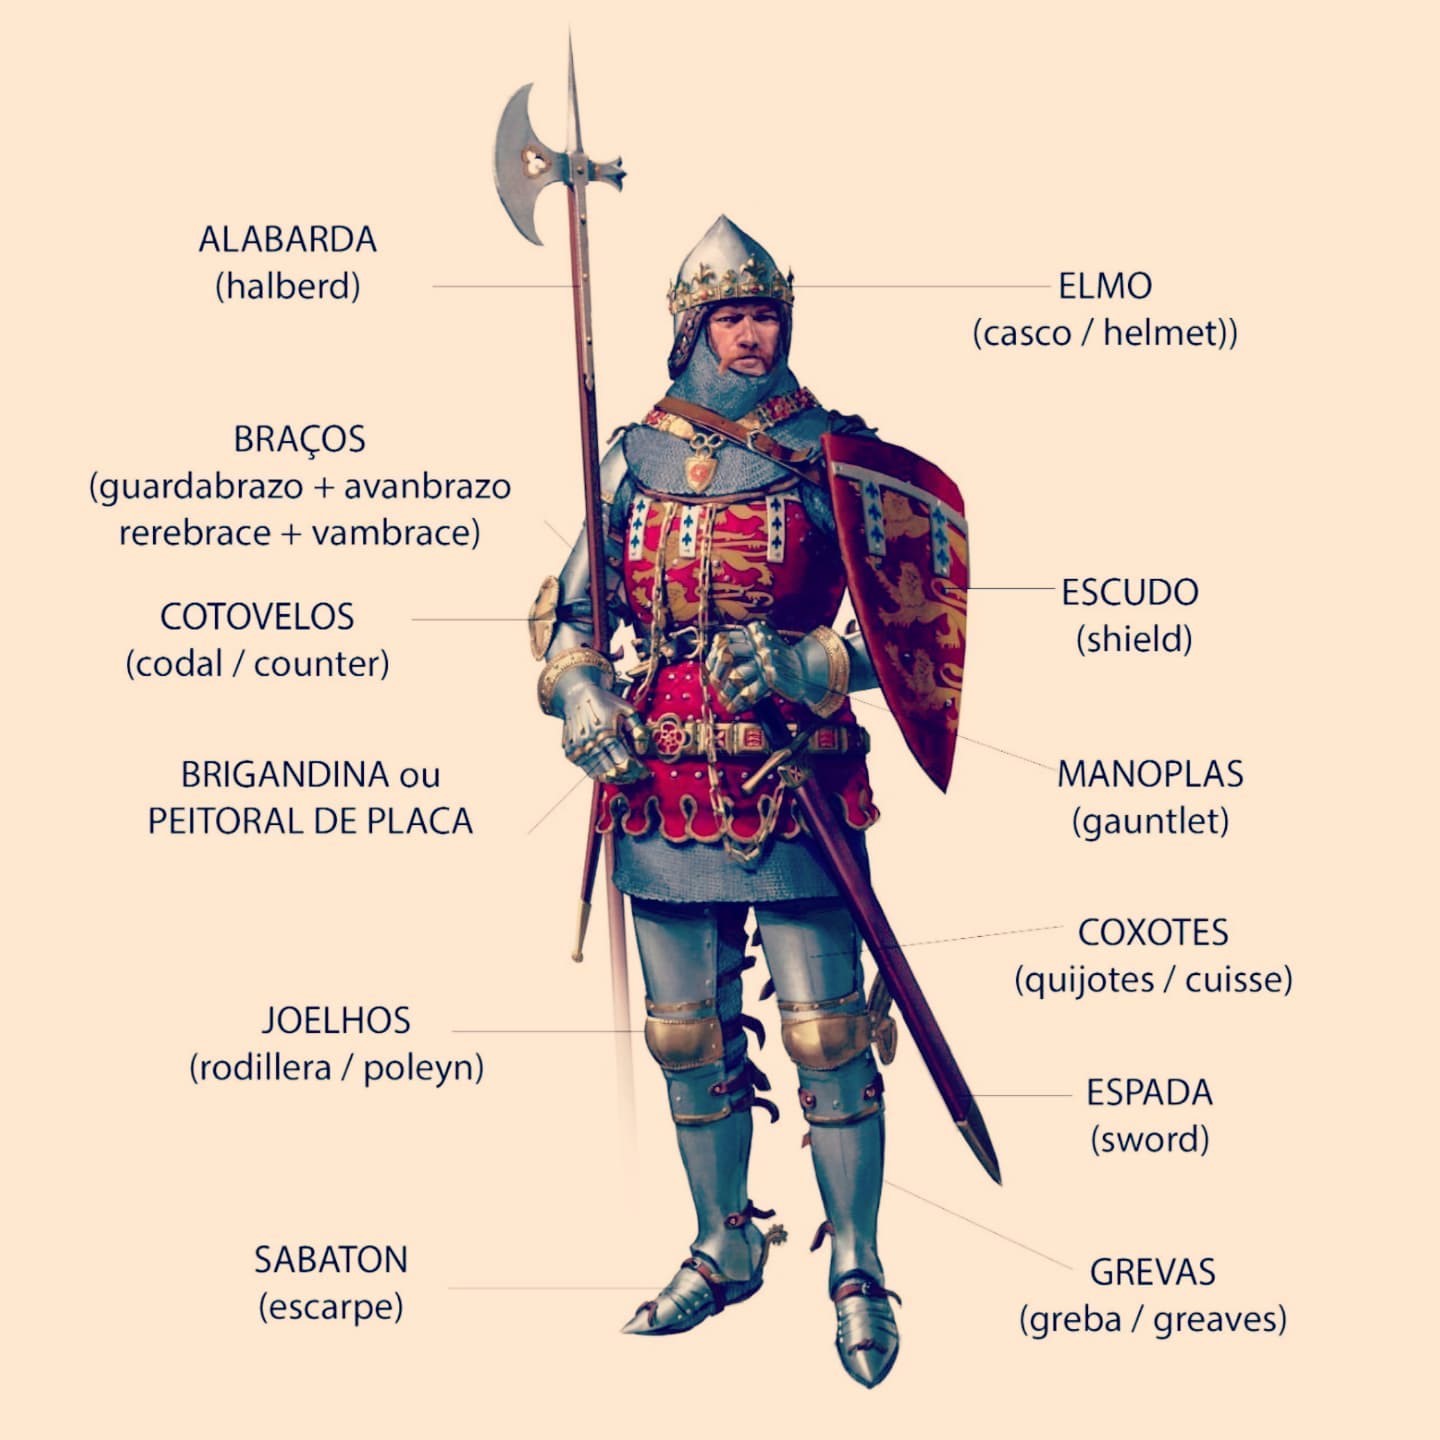 ALABARDA
(halberd)
ELMO
(casco / helmet))
BRAÇOS
(guardabrazo + avanbrazo
rerebrace + vambrace)
COTOVELOS
(codal / counter)
ESCUDO
(shield)
BRIGANDINA ou
PEITORAL DE PLACA
MANOPLAS
(gauntlet)
COXOTES
(quijotes / cuisse)
JOELHOS
(rodillera / poleyn)
ESPADA
(sword)
SABATON
(escarpe)
GREVAS
(greba / greaves)